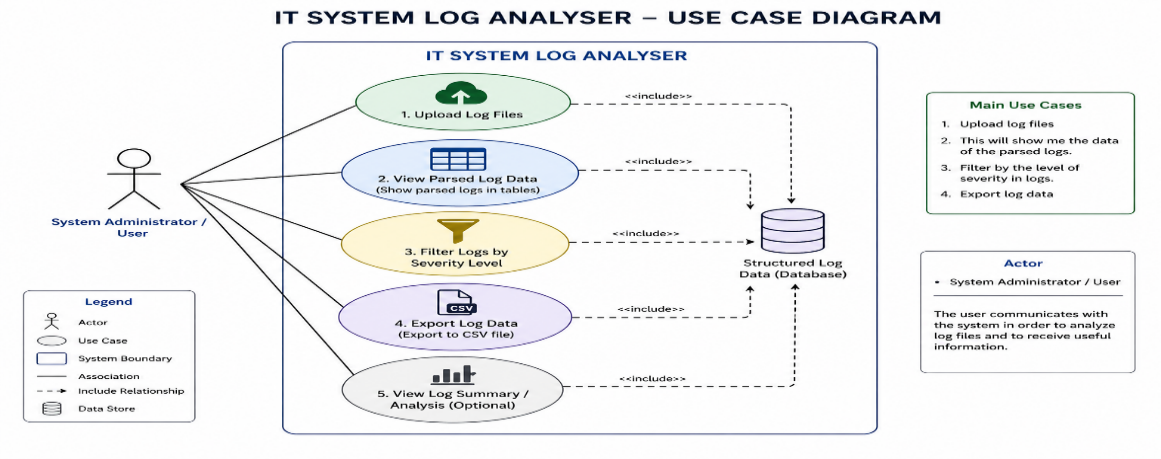 IT SYSTEM LOG ANALYSER – USE CASE DIAGRAM
IT SYSTEM LOG ANALYSER
1. Upload Log Files
<<include>>
2. View Parsed Log Data
(Show parsed logs in tables)
<<include>>
3. Filter Logs by
Severity Level
<<include>>
CSV
4. Export Log Data
(Export to CSV file)
<<include>>
5. View Log Summary /
Analysis (Optional)
<<include>>
Structured Log
Data (Database)
System Administrator /
User
Legend
Actor
Use Case
System Boundary
Association
Include Relationship
Data Store
Main Use Cases
1. Upload log files
2. This will show me the data
of the parsed logs.
3. Filter by the level of
severity in logs.
4. Export log data
Actor
• System Administrator / User
The user communicates with
the system in order to analyze
log files and to receive useful
information.